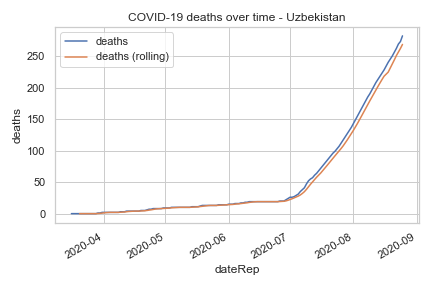 COVID-19 deaths over time - Uzbekistan
deaths
deaths (rolling)
deaths
250
200
150
100
50
0
2020-04
2020-05
2020-06
2020-07
2020-08
2020-09
dateRep